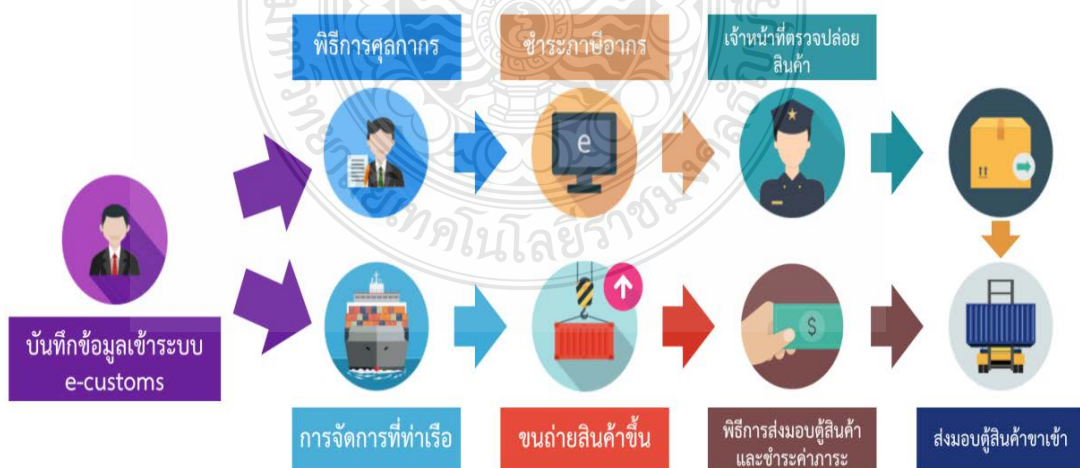 พิธีการศุลกากร
ชำระภาษีอากร
เจ้าหน้าที่ตรวจปล่อย
สินค้า
e
บันทึกข้อมูลเข้าระบบ
e-customs
$
การจัดการที่ท่าเรือ
ขนถ่ายสินค้าขึ้น
พิธีการส่งมอบตู้สินค้า
และชำระค่าภาระ
ส่งมอบตู้สินค้าขาเข้า